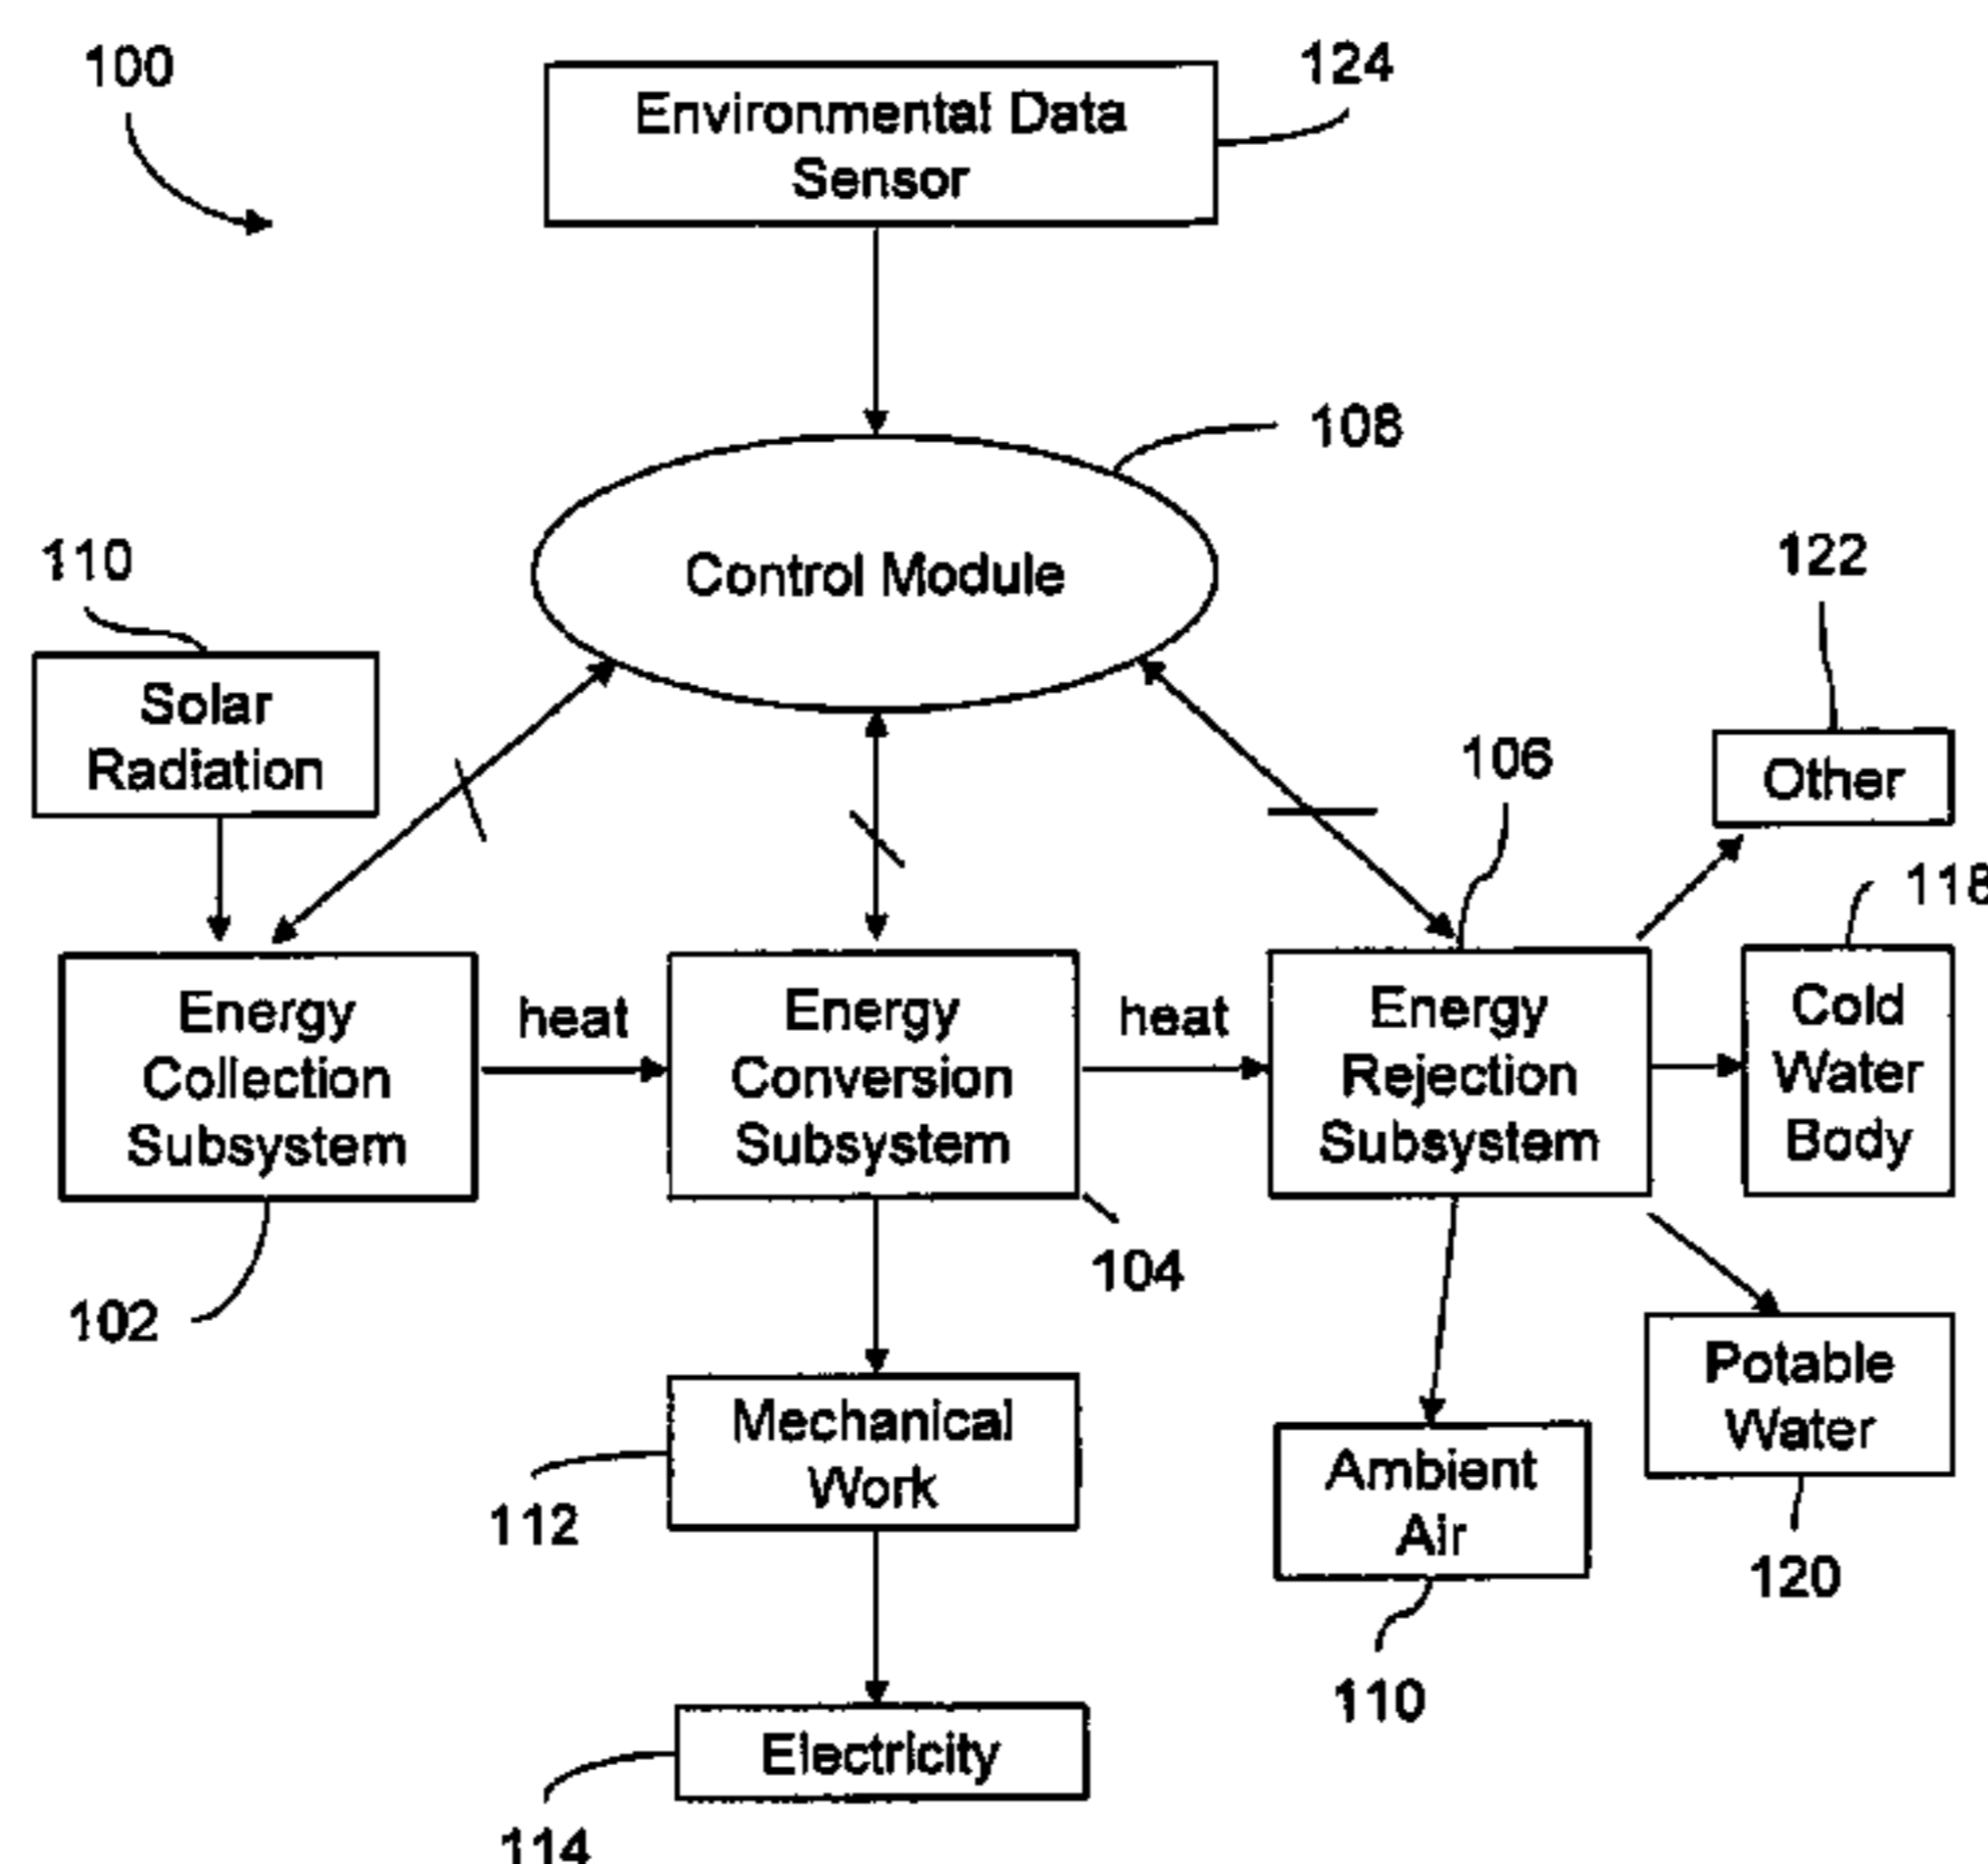 100
Environmental Data
Sensor
124
108
Control Module
110
Solar
Radiation
122
Other
106
118
Energy
Collection
Subsystem
heat
Energy
Conversion
Subsystem
heat
Energy
Rejection
Subsystem
Cold
Water
Body
102
104
Mechanical
Work
112
Potable
Water
120
Ambient
Air
110
Electricity
114